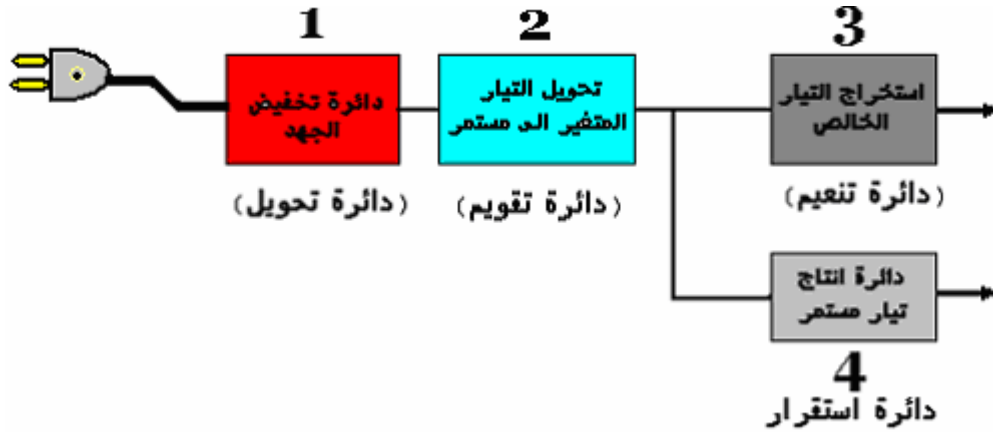 1
دائرة تخفيض
الجهد
(دائرة تحويل)
2
تحويل التيار
المتغير الى مستمر
(دائرة تقويم)
3
استخراج التيار
الخالص
(دائرة تنعيم)
دائرة انتاج
تيار مستمر
4
دائرة استقرار